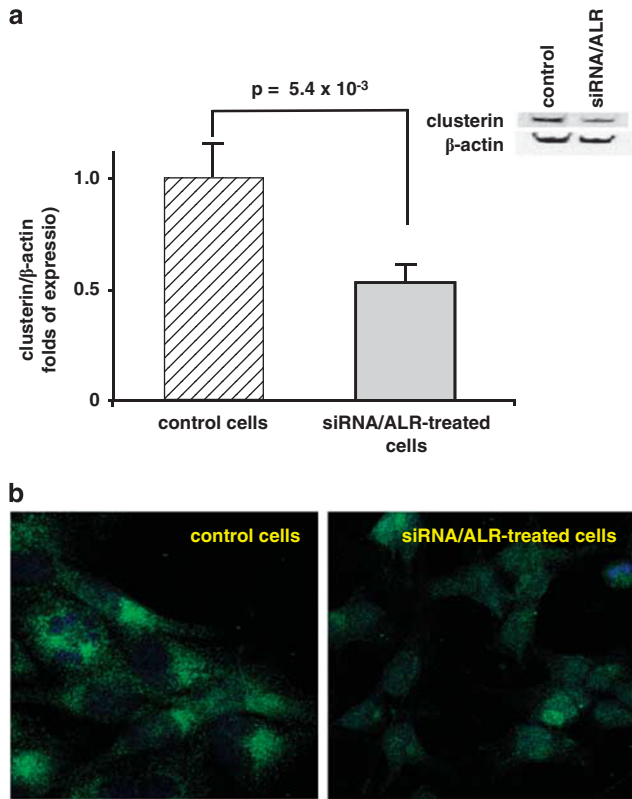 a
p = 5.4 x 10-3
control
siRNA/ALR
clusterin
β-actin
clusterin/β-actin
folds of expressio)
1.0
0.5
0
control cells
siRNA/ALR-treated
cells
b
control cells
siRNA/ALR-treated cells